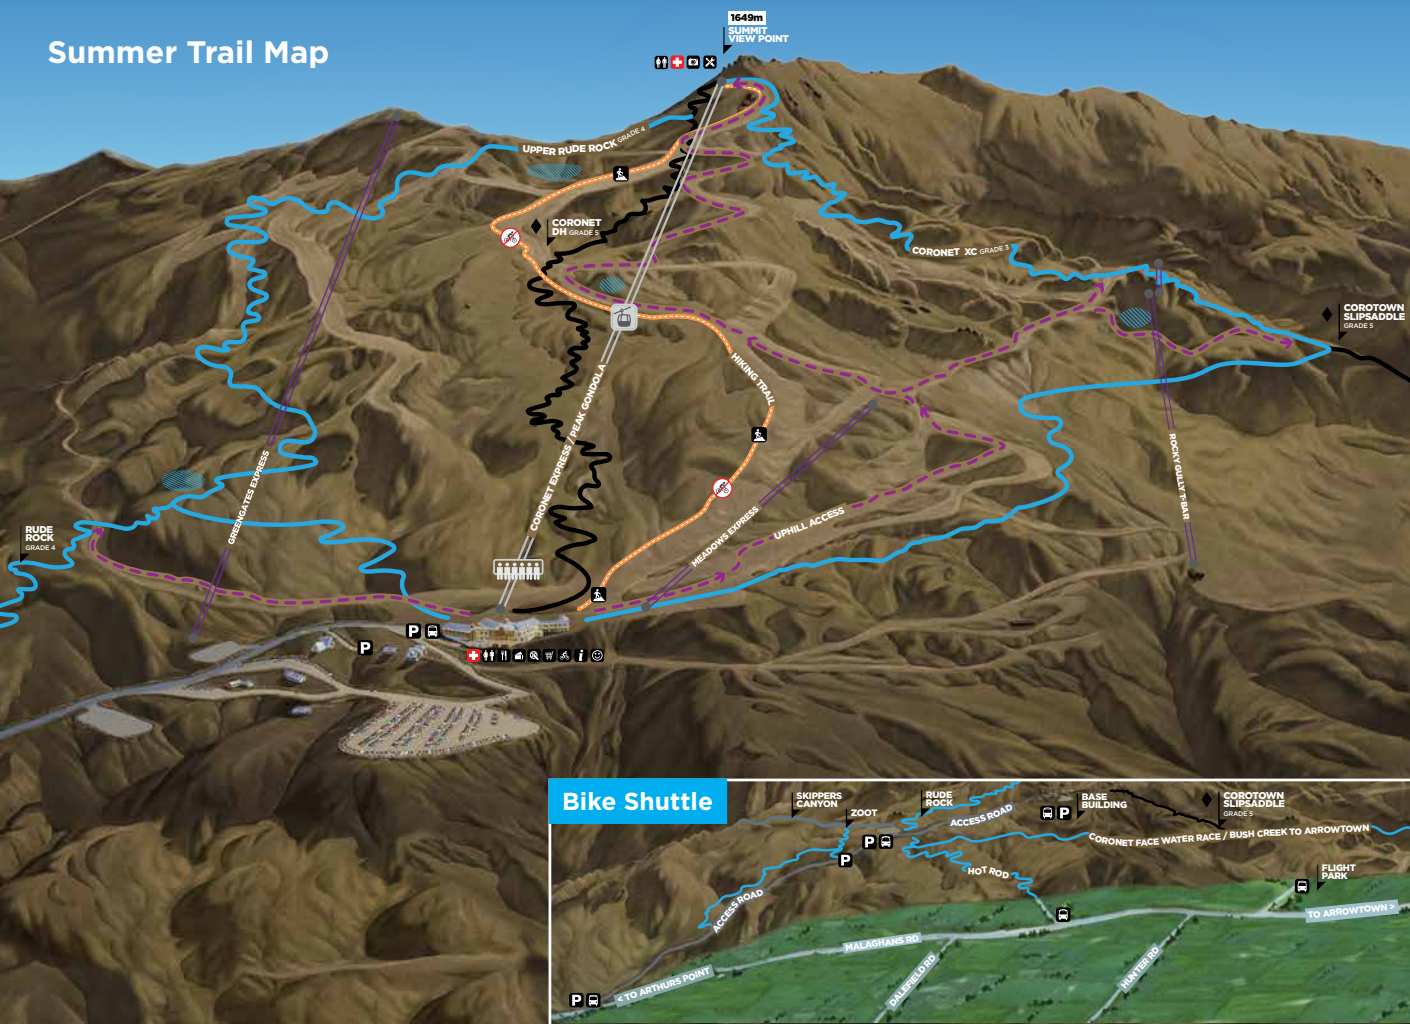 Summer Trail Map
1649m
SUMMIT
VIEW POINT
UPPER RUDE ROCK GRADE 4
CORONET
DH GRADE 5
CORONET XC GRADE 3
COROTOWN
SLIPSADDLE
GRADE 5
HIKING TRAIL
CORONET EXPRESS / PEAK GONDOLA
GREENGATES EXPRESS
ROCKY GULLY T-BAR
MEADOWS EXPRESS
UPHILL ACCESS
RUDE
ROCK
GRADE 4
P
P
i
Bike Shuttle
SKIPPERS
CANYON
ZOOT
RUDE
ROCK
ACCESS ROAD
P
BASE
BUILDING
COROTOWN
SLIPSADDLE
GRADE 5
P
P
CORONET FACE WATER RACE / BUSH CREEK TO ARROWTOWN
HOT ROD
FLIGHT
PARK
ACCESS ROAD
TO ARROWTOWN >
MALAGHANS RD
< TO ARTHURS POINT
DALEFIELD RD
HUNTER RD
P